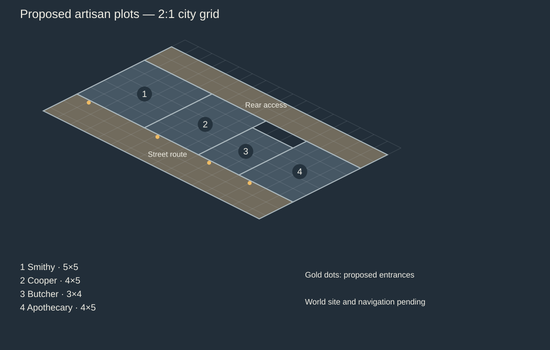 Proposed artisan plots — 2:1 city grid
1
Rear access
2
3
Street route
4
1 Smithy · 5×5
2 Cooper · 4×5
3 Butcher · 3×4
4 Apothecary · 4×5
Gold dots: proposed entrances
World site and navigation pending